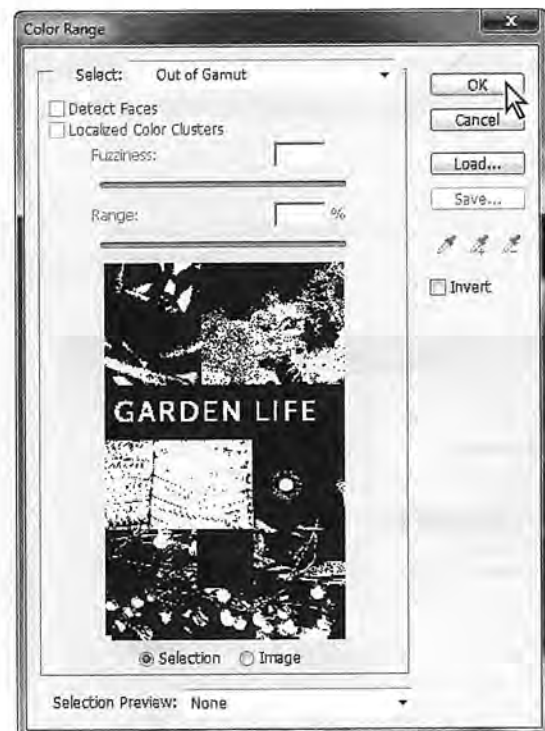 Color Range
x
Select: Out of Gamut
Detect Faces
Localized Color Clusters
Fuzziness:
Range: %
GARDEN LIFE
Selection Image
Selection Preview: None
OK
Cancel
Load...
Save...
Invert